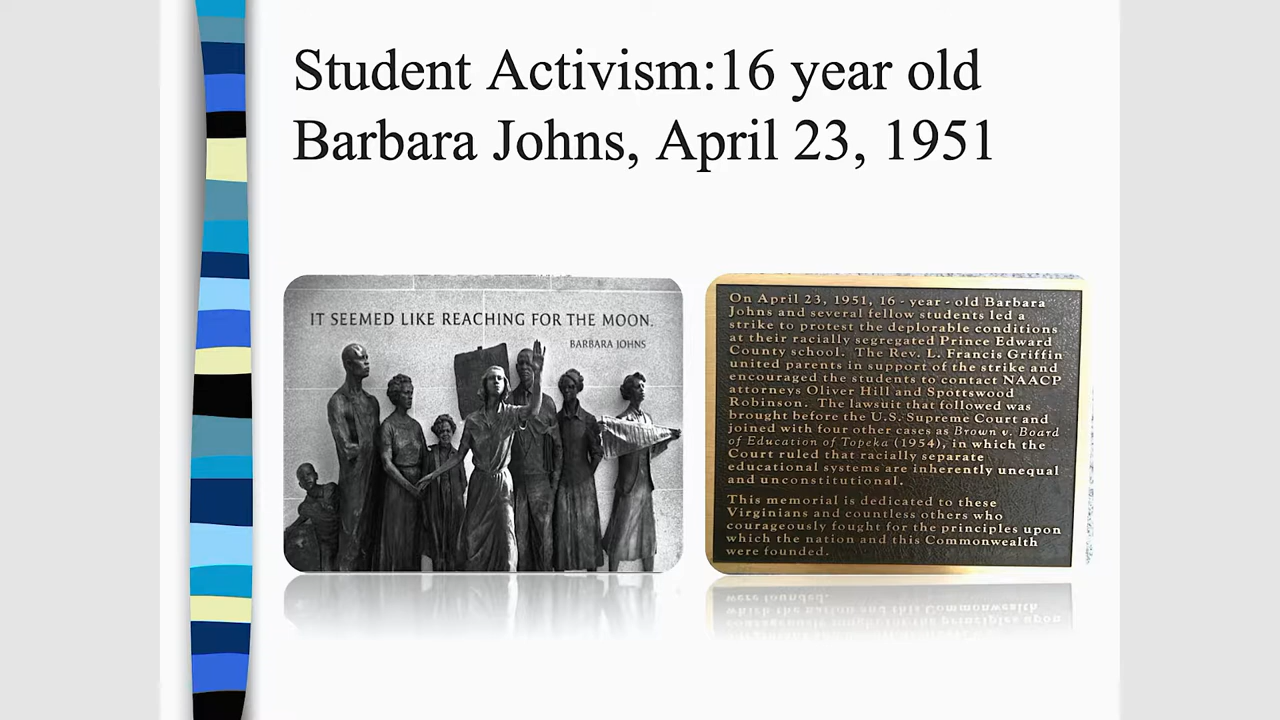 Student Activism:16 year old
Barbara Johns, April 23, 1951
IT SEEMED LIKE REACHING FOR THE MOON.
BARBARA JOHNS
On April 23, 1951, 16 - year - old Barbara
Johns and several fellow students led a
strike to protest the deplorable conditions
at their racially segregated Prince Edward
County school. The Rev. L. Francis Griffin
united parents in support of the strike and
encouraged the students to contact NAACP
attorneys Oliver Hill and Spottswood
Robinson. The lawsuit that followed was
brought before the U.S. Supreme Court and
joined with four other cases as Brown v. Board
of Education of Topeka (1954), in which the
Court ruled that racially separate
educational systems are inherently unequal
and unconstitutional.
This memorial is dedicated to these
Virginians and countless others who
courageously fought for the principles upon
which the nation and this Commonwealth
were founded.